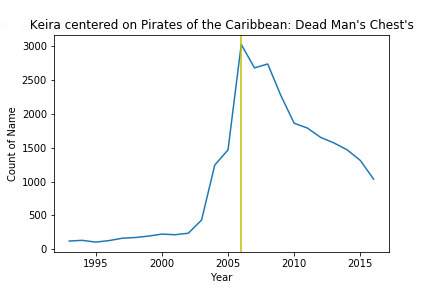 Keira centered on Pirates of the Caribbean: Dead Man's Chest's
3000
2500
2000
1500
1000
500
0
Count of Name
1995 2000 2005 2010 2015
Year